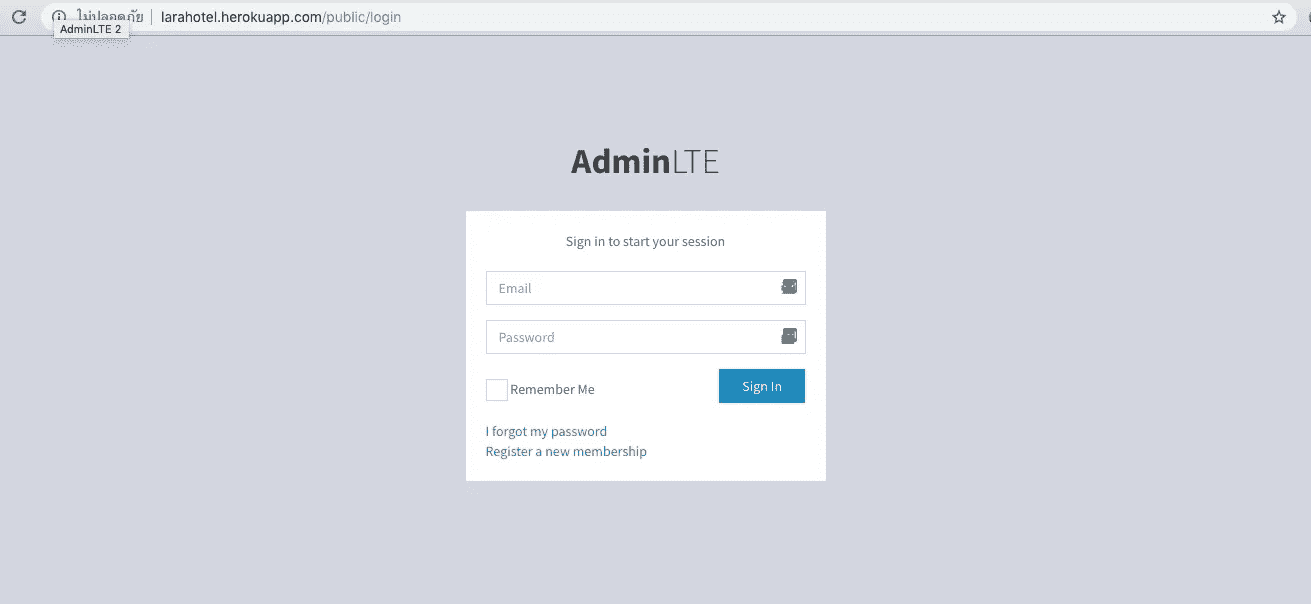 ไม่ปลอดภัย larahotel.herokuapp.com/public/login
AdminLTE 2
AdminLTE
Sign in to start your session
Email
Password
Remember Me
Sign In
I forgot my password
Register a new membership